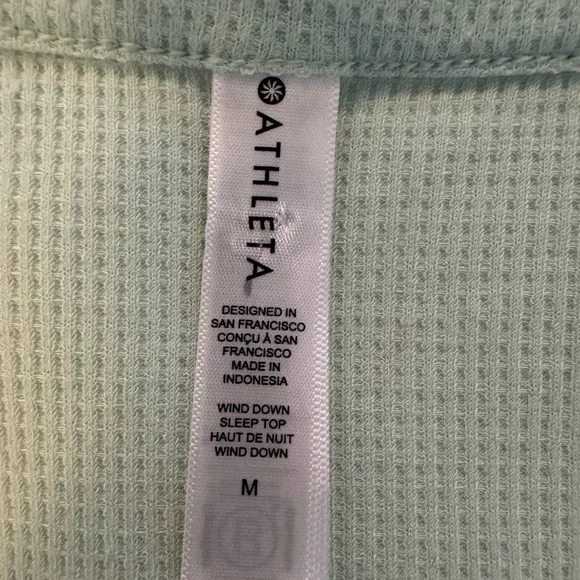 ATHLETA
DESIGNED IN
SAN FRANCISCO
CONÇU À SAN
FRANCISCO
MADE IN
INDONESIA
WIND DOWN
SLEEP TOP
HAUT DE NUIT
WIND DOWN
M